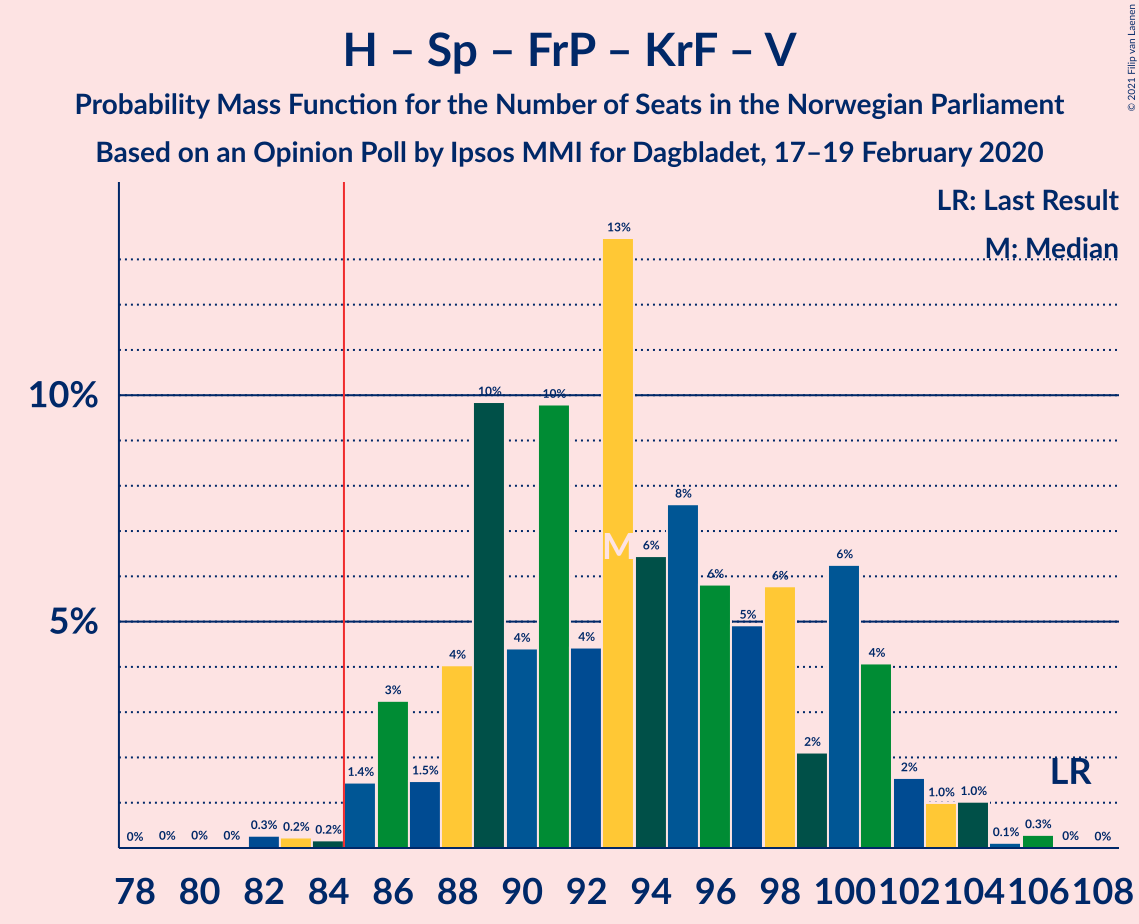 H – Sp – FrP – KrF – V
Probability Mass Function for the Number of Seats in the Norwegian Parliament
Based on an Opinion Poll by Ipsos MMI for Dagbladet, 17–19 February 2020
© 2021 Filip van Laenen
LR: Last Result
M: Median
10%
5%
0% 0% 0% 0% 0.3% 0.2% 0.2% 1.4% 3% 1.5% 4% 10% 4% 10% 4% 13% 6% 8% 6% 5% 6% 2% 6% 4% 2% 1.0% 1.0% 0.1% 0.3% 0% 0%
M
LR
78 80 82 84 86 88 90 92 94 96 98 100 102 104 106 108